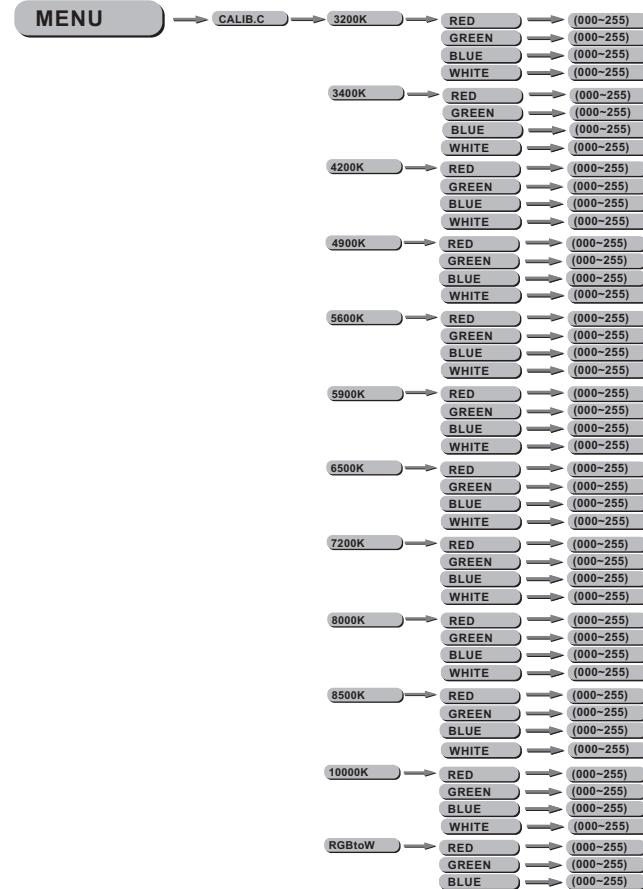 MENU CALIB.C 3200K RED (000~255)
GREEN (000~255)
BLUE (000~255)
WHITE (000~255)
3400K RED (000~255)
GREEN (000~255)
BLUE (000~255)
WHITE (000~255)
4200K RED (000~255)
GREEN (000~255)
BLUE (000~255)
WHITE (000~255)
4900K RED (000~255)
GREEN (000~255)
BLUE (000~255)
WHITE (000~255)
5600K RED (000~255)
GREEN (000~255)
BLUE (000~255)
WHITE (000~255)
5900K RED (000~255)
GREEN (000~255)
BLUE (000~255)
WHITE (000~255)
6500K RED (000~255)
GREEN (000~255)
BLUE (000~255)
WHITE (000~255)
7200K RED (000~255)
GREEN (000~255)
BLUE (000~255)
WHITE (000~255)
8000K RED (000~255)
GREEN (000~255)
BLUE (000~255)
WHITE (000~255)
8500K RED (000~255)
GREEN (000~255)
BLUE (000~255)
WHITE (000~255)
10000K RED (000~255)
GREEN (000~255)
BLUE (000~255)
WHITE (000~255)
RGBtoW RED (000~255)
GREEN (000~255)
BLUE (000~255)